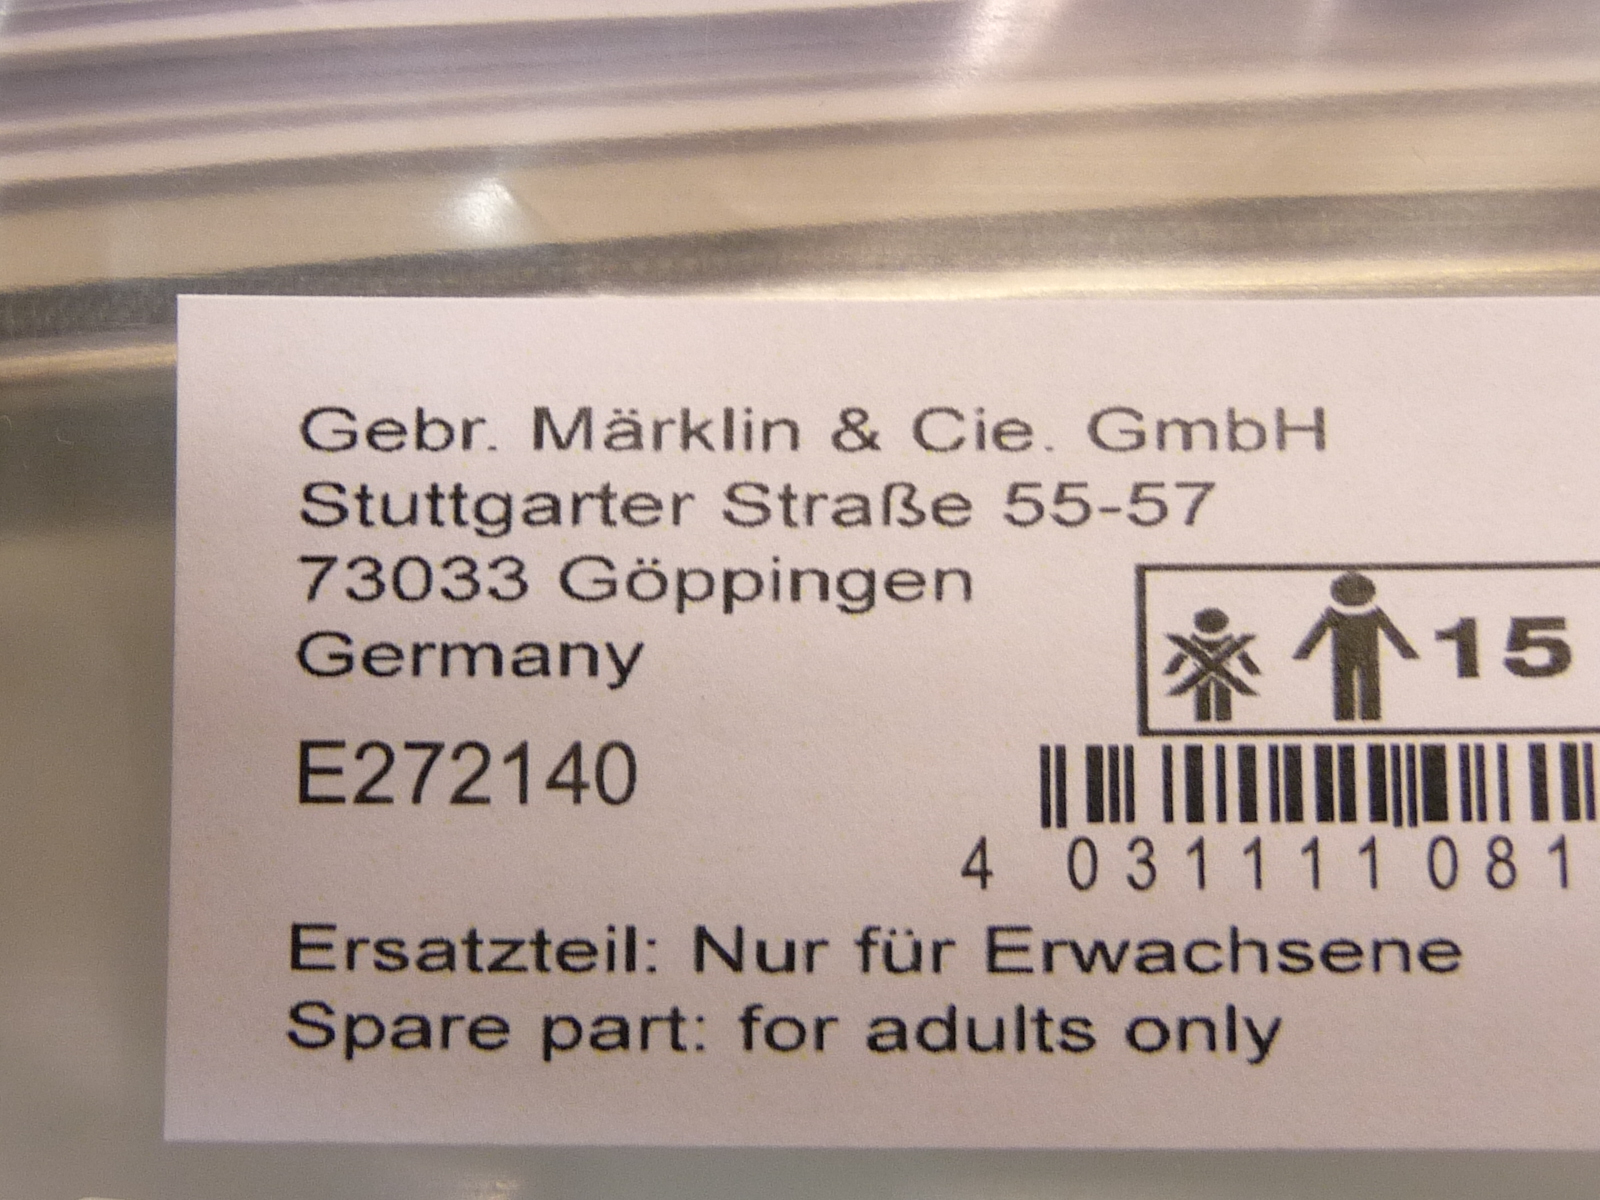 Gebr. Märklin & Cie. GmbH
Stuttgarter Straße 55-57
73033 Göppingen
Germany
15
E272140
4 031111 081
Ersatzteil: Nur für Erwachsene
Spare part: for adults only